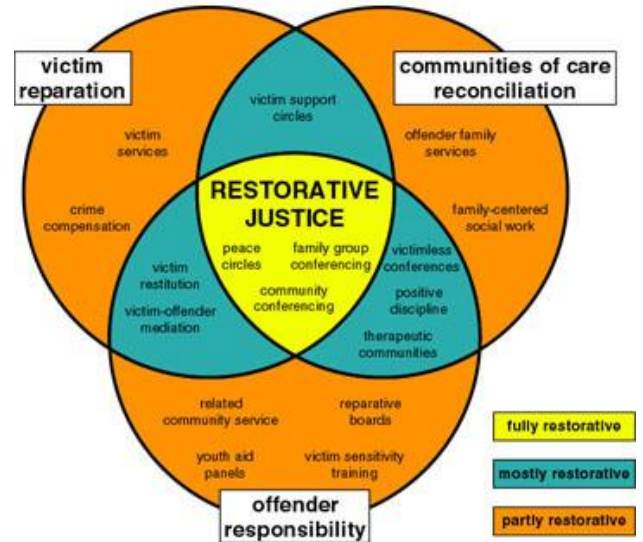 victim
reparation
communities of care
reconciliation
victim support
circles
victim
services
offender family
services
crime
compensation
family-centered
social work
RESTORATIVE
JUSTICE
peace
circles
family group
conferencing
community
conferencing
victim
restitution
victim-offender
mediation
victimless
conferences
positive
discipline
therapeutic
communities
related
community service
reparative
boards
youth aid
panels
victim sensitivity
training
offender
responsibility
fully restorative
mostly restorative
partly restorative